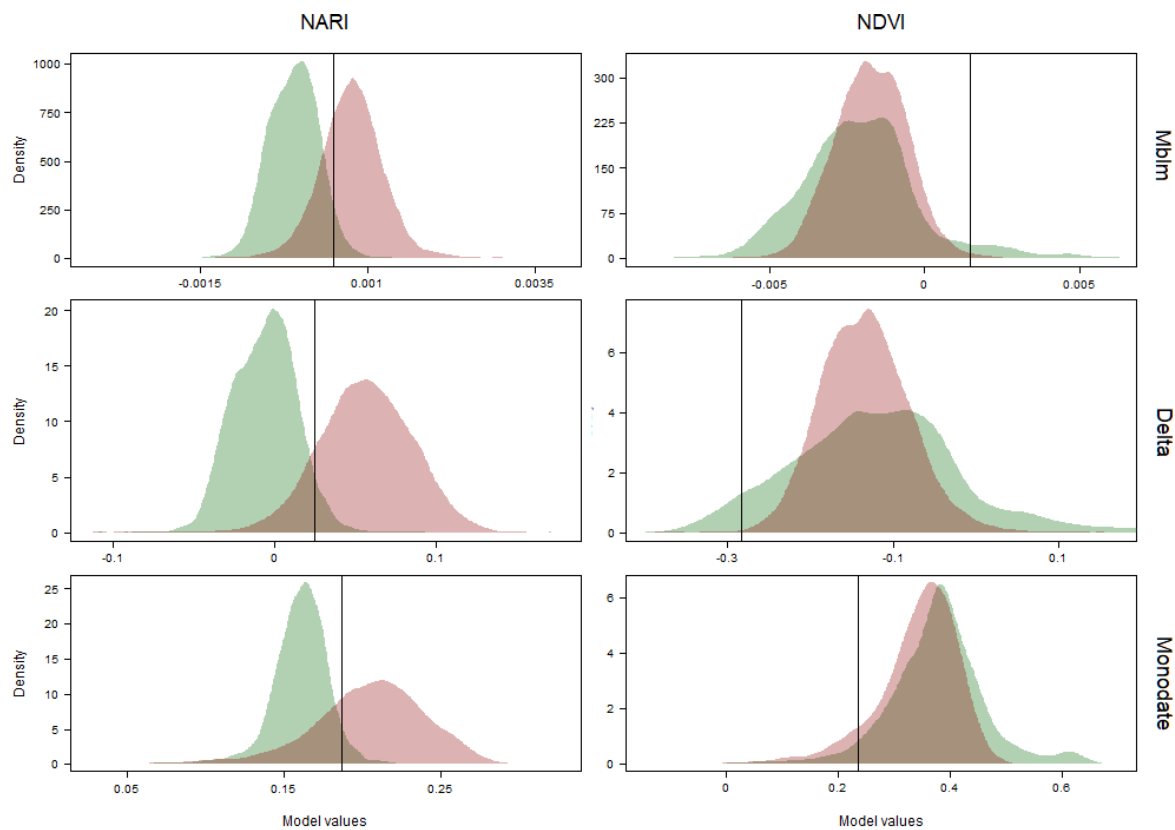 NARI NDVI
1000
750
500
250
0
Density
-0.0015 0.001 0.0035
300
225
150
75
0
-0.005 0 0.005
Mblm
20
15
10
5
0
Density
-0.1 0 0.1
6
4
2
0
-0.3 -0.1 0.1
Delta
25
20
15
10
5
0
Density
0.05 0.15 0.25
Model values
6
4
2
0
0 0.2 0.4 0.6
Model values
Monodate